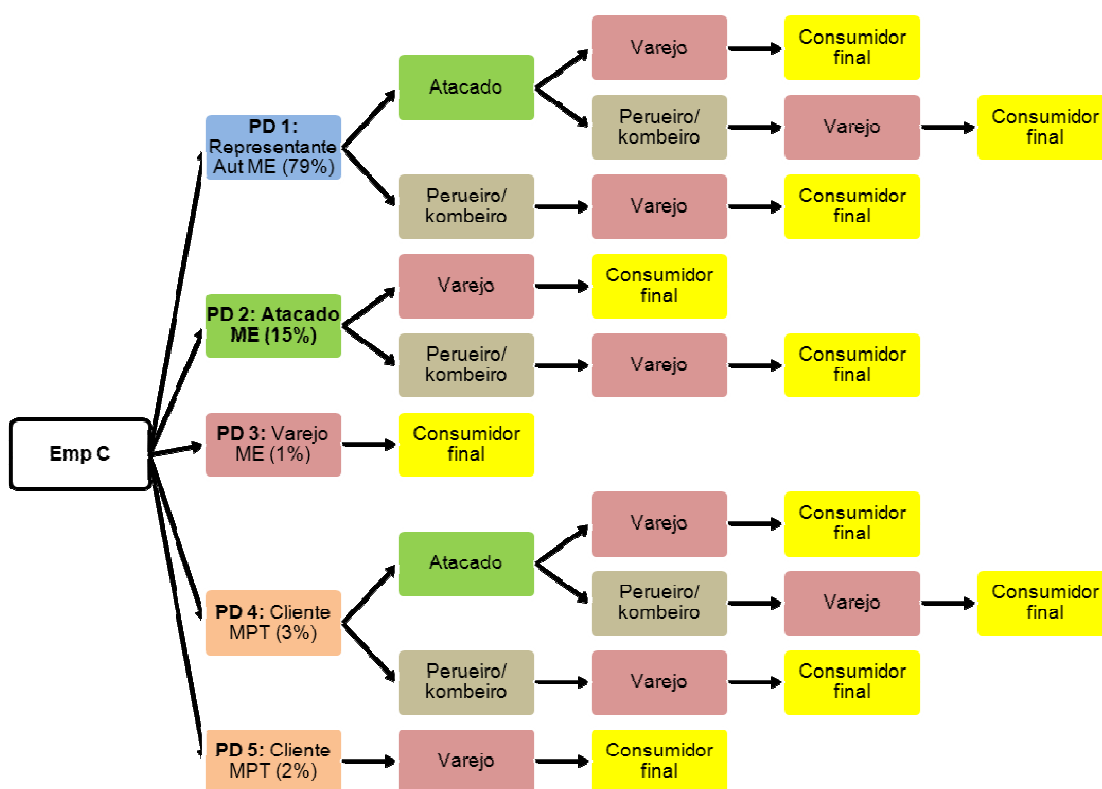 Varejo
Consumidor
final
Atacado
PD 1:
Representante
Aut ME (79%)
Perueiro/
kombeiro
Varejo
Consumidor
final
Perueiro/
kombeiro
Varejo
Consumidor
final
PD 2: Atacado
ME (15%)
Varejo
Consumidor
final
Perueiro/
kombeiro
Varejo
Consumidor
final
Emp C
PD 3: Varejo
ME (1%)
Consumidor
final
PD 4: Cliente
MPT (3%)
Atacado
Varejo
Consumidor
final
Perueiro/
kombeiro
Varejo
Consumidor
final
Perueiro/
kombeiro
Varejo
Consumidor
final
PD 5: Cliente
MPT (2%)
Varejo
Consumidor
final